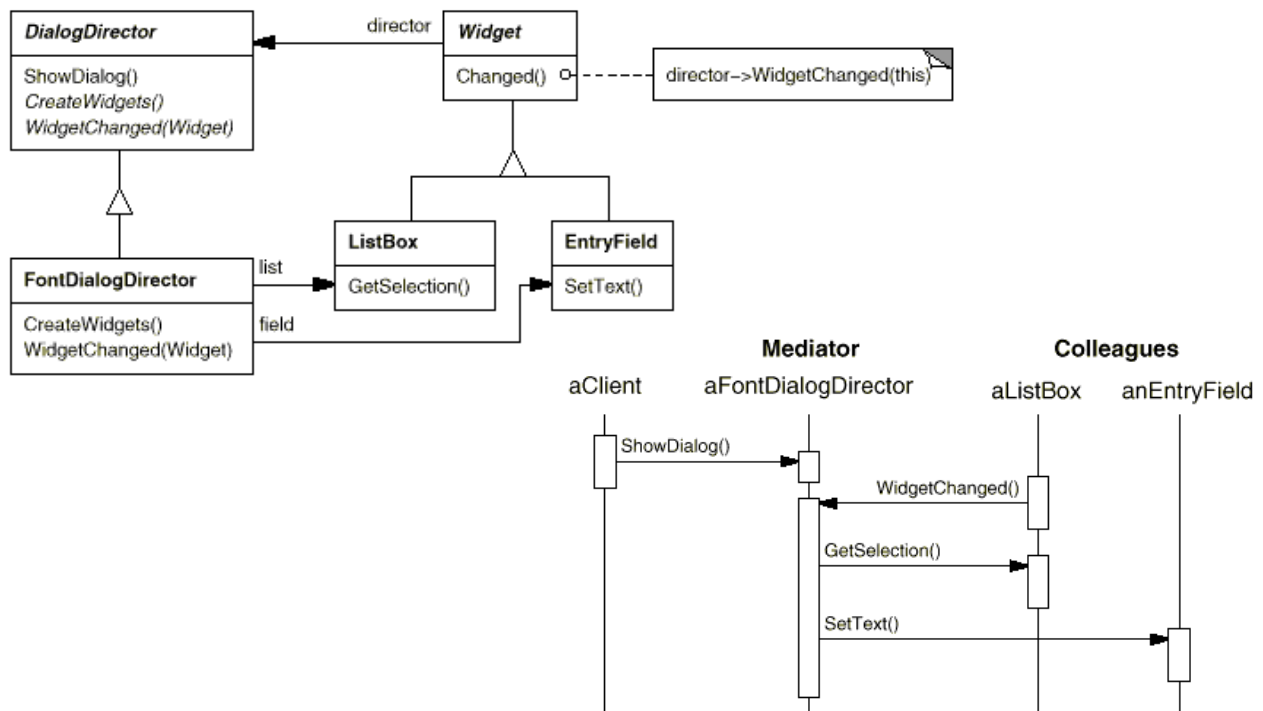 DialogDirector
ShowDialog()
CreateWidgets()
WidgetChanged(Widget)
director
Widget
Changed()
director->WidgetChanged(this)
FontDialogDirector
CreateWidgets()
WidgetChanged(Widget)
list
field
ListBox
GetSelection()
EntryField
SetText()
Mediator
Colleagues
aClient
aFontDialogDirector
aListBox
anEntryField
ShowDialog()
WidgetChanged()
GetSelection()
SetText()